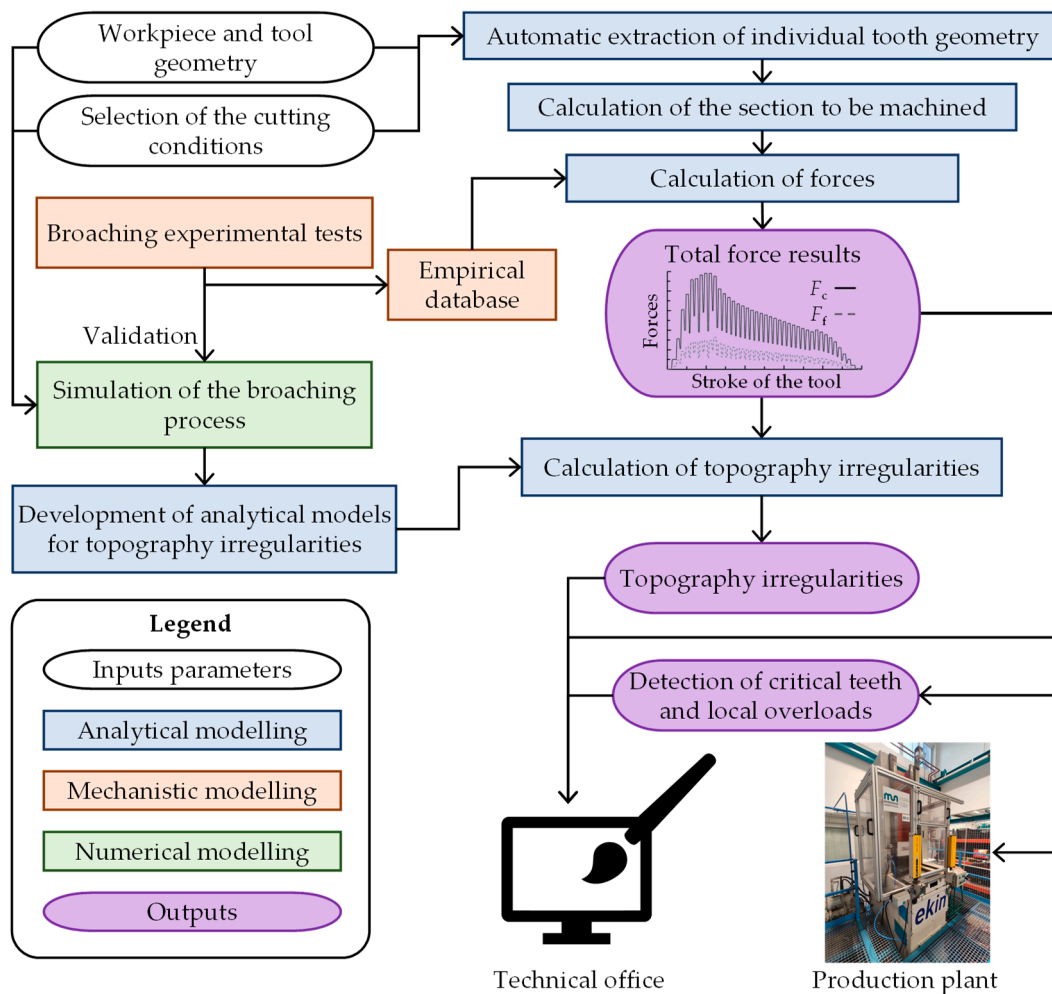 Workpiece and tool
geometry
Selection of the cutting
conditions
Automatic extraction of individual tooth geometry
Calculation of the section to be machined
Calculation of forces
Broaching experimental tests
Empirical
database
Total force results
Forces
Fc
Ff
Stroke of the tool
Validation
Simulation of the broaching
process
Calculation of topography irregularities
Development of analytical models
for topography irregularities
Topography irregularities
Detection of critical teeth
and local overloads
Legend
Inputs parameters
Analytical modelling
Mechanistic modelling
Numerical modelling
Outputs
ekin
Technical office
Production plant